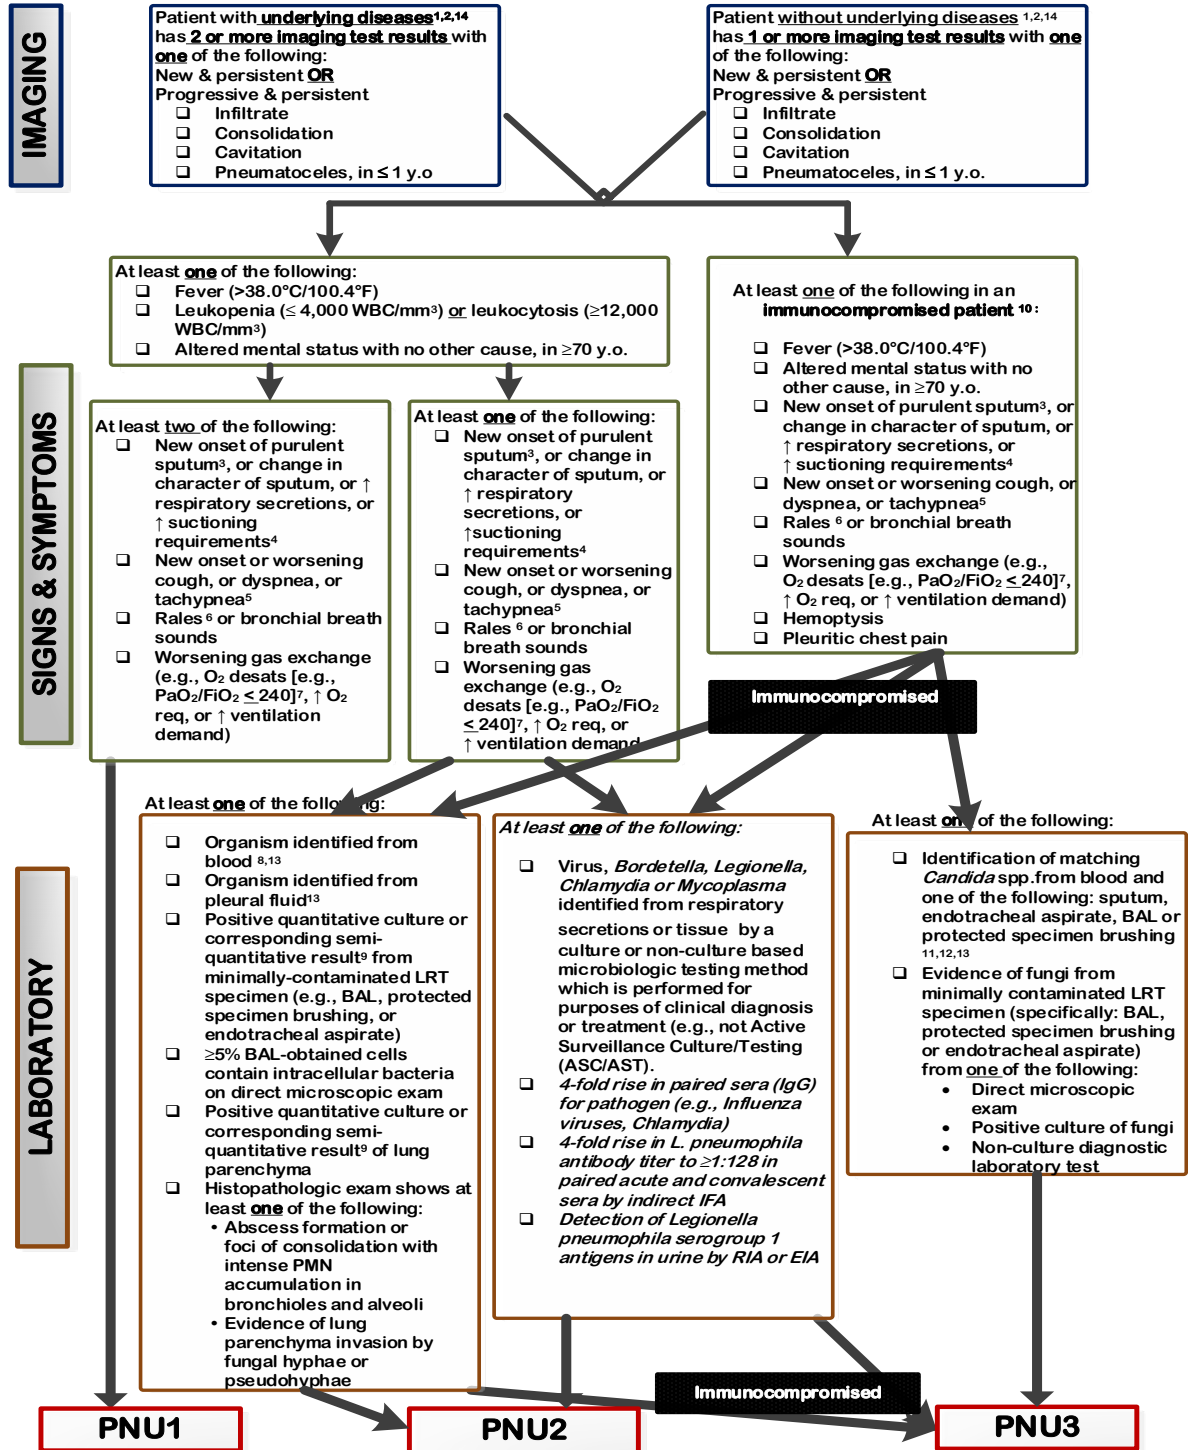 IMAGING
Patient with underlying diseases1,2,14
has 2 or more imaging test results with
one of the following:
New & persistent OR
Progressive & persistent
❑ Infiltrate
❑ Consolidation
❑ Cavitation
❑ Pneumatoceles, in ≤ 1 y.o
Patient without underlying diseases 1,2,14
has 1 or more imaging test results with one
of the following:
New & persistent OR
Progressive & persistent
❑ Infiltrate
❑ Consolidation
❑ Cavitation
❑ Pneumatoceles, in ≤ 1 y.o.
SIGNS & SYMPTOMS
At least one of the following:
❑ Fever (>38.0°C/100.4°F)
❑ Leukopenia (≤ 4,000 WBC/mm3) or leukocytosis (≥12,000
WBC/mm3)
❑ Altered mental status with no other cause, in ≥70 y.o.
At least two of the following:
❑ New onset of purulent
sputum3, or change in
character of sputum, or ↑
respiratory secretions, or
↑ suctioning
requirements4
❑ New onset or worsening
cough, or dyspnea, or
tachypnea5
❑ Rales 6 or bronchial breath
sounds
❑ Worsening gas exchange
(e.g., O2 desats [e.g.,
PaO2/FiO2 ≤ 240]7, ↑ O2
req, or ↑ ventilation
demand)
At least one of the following:
❑ New onset of purulent
sputum3, or change in
character of sputum, or
↑ respiratory
secretions, or
↑suctioning
requirements4
❑ New onset or worsening
cough, or dyspnea, or
tachypnea5
❑ Rales 6 or bronchial
breath sounds
❑ Worsening gas
exchange (e.g., O2
desats [e.g., PaO2/FiO2
≤ 240]7, ↑ O2 req, or
↑ ventilation demand
At least one of the following in an
immunocompromised patient 10 :
❑ Fever (>38.0°C/100.4°F)
❑ Altered mental status with no
other cause, in ≥70 y.o.
❑ New onset of purulent sputum3, or
change in character of sputum, or
↑ respiratory secretions, or
↑ suctioning requirements4
❑ New onset or worsening cough, or
dyspnea, or tachypnea5
❑ Rales 6 or bronchial breath
sounds
❑ Worsening gas exchange (e.g.,
O2 desats [e.g., PaO2/FiO2 ≤ 240]7,
↑ O2 req, or ↑ ventilation demand)
❑ Hemoptysis
❑ Pleuritic chest pain
Immunocompromised
LABORATORY
At least one of the following:
❑ Organism identified from
blood 8,13
❑ Organism identified from
pleural fluid13
❑ Positive quantitative culture or
corresponding semi-
quantitative result9 from
minimally-contaminated LRT
specimen (e.g., BAL, protected
specimen brushing, or
endotracheal aspirate)
❑ ≥5% BAL-obtained cells
contain intracellular bacteria
on direct microscopic exam
❑ Positive quantitative culture or
corresponding semi-
quantitative result9 of lung
parenchyma
❑ Histopathologic exam shows at
least one of the following:
• Abscess formation or
foci of consolidation with
intense PMN
accumulation in
bronchioles and alveoli
• Evidence of lung
parenchyma invasion by
fungal hyphae or
pseudohyphae
At least one of the following:
❑ Virus, Bordetella, Legionella,
Chlamydia or Mycoplasma
identified from respiratory
secretions or tissue by a
culture or non-culture based
microbiologic testing method
which is performed for
purposes of clinical diagnosis
or treatment (e.g., not Active
Surveillance Culture/Testing
(ASC/AST).
❑ 4-fold rise in paired sera (IgG)
for pathogen (e.g., Influenza
viruses, Chlamydia)
❑ 4-fold rise in L. pneumophila
antibody titer to ≥1:128 in
paired acute and convalescent
sera by indirect IFA
❑ Detection of Legionella
pneumophila serogroup 1
antigens in urine by RIA or EIA
At least one of the following:
❑ Identification of matching
Candida spp.from blood and
one of the following: sputum,
endotracheal aspirate, BAL or
protected specimen brushing
11,12,13
❑ Evidence of fungi from
minimally contaminated LRT
specimen (specifically: BAL,
protected specimen brushing
or endotracheal aspirate)
from one of the following:
• Direct microscopic
exam
• Positive culture of fungi
• Non-culture diagnostic
laboratory test
Immunocompromised
PNU1
PNU2
PNU3